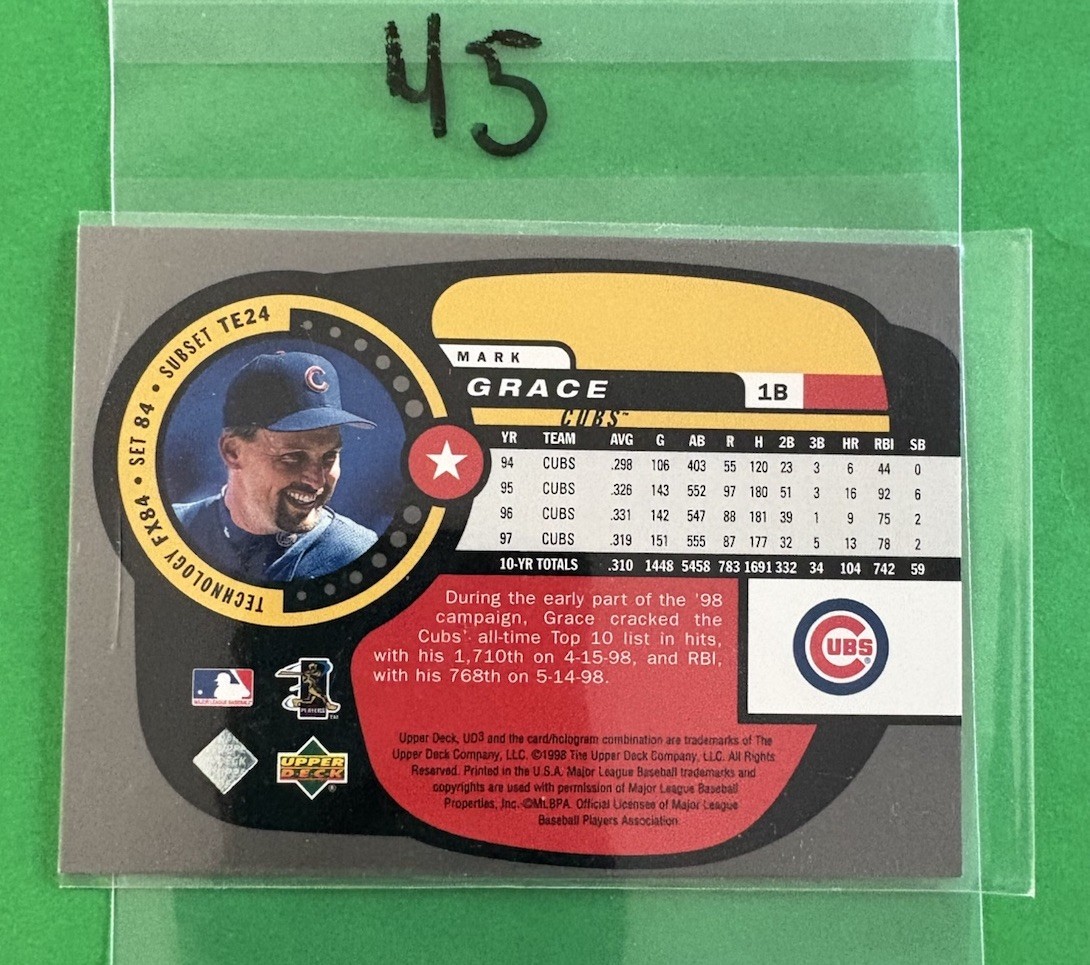 45
TECHNOLOGY FX84 • SET 84 • SUBSET TE24
C
MARK
GRACE 1B
CUBS™
YR TEAM AVG G AB R H 2B 3B HR RBI SB
94 CUBS .298 106 403 55 120 23 3 6 44 0
95 CUBS .326 143 552 97 180 51 3 16 92 6
96 CUBS .331 142 547 88 181 39 1 9 75 2
97 CUBS .319 151 555 87 177 32 5 13 78 2
10-YR TOTALS .310 1448 5458 783 1691 332 34 104 742 59
During the early part of the '98
campaign, Grace cracked the
Cubs' all-time Top 10 list in hits,
with his 1,710th on 4-15-98, and RBI,
with his 768th on 5-14-98.
CUBS®
MAJOR LEAGUE BASEBALL
PLAYERS™
UPPER
DECK
Upper Deck, UD3 and the card/hologram combination are trademarks of The
Upper Deck Company, LLC. ©1998 The Upper Deck Company, LLC. All Rights
Reserved. Printed in the U.S.A. Major League Baseball trademarks and
copyrights are used with permission of Major League Baseball
Properties, Inc. ©MLBPA. Official Licensee of Major League
Baseball Players Association.